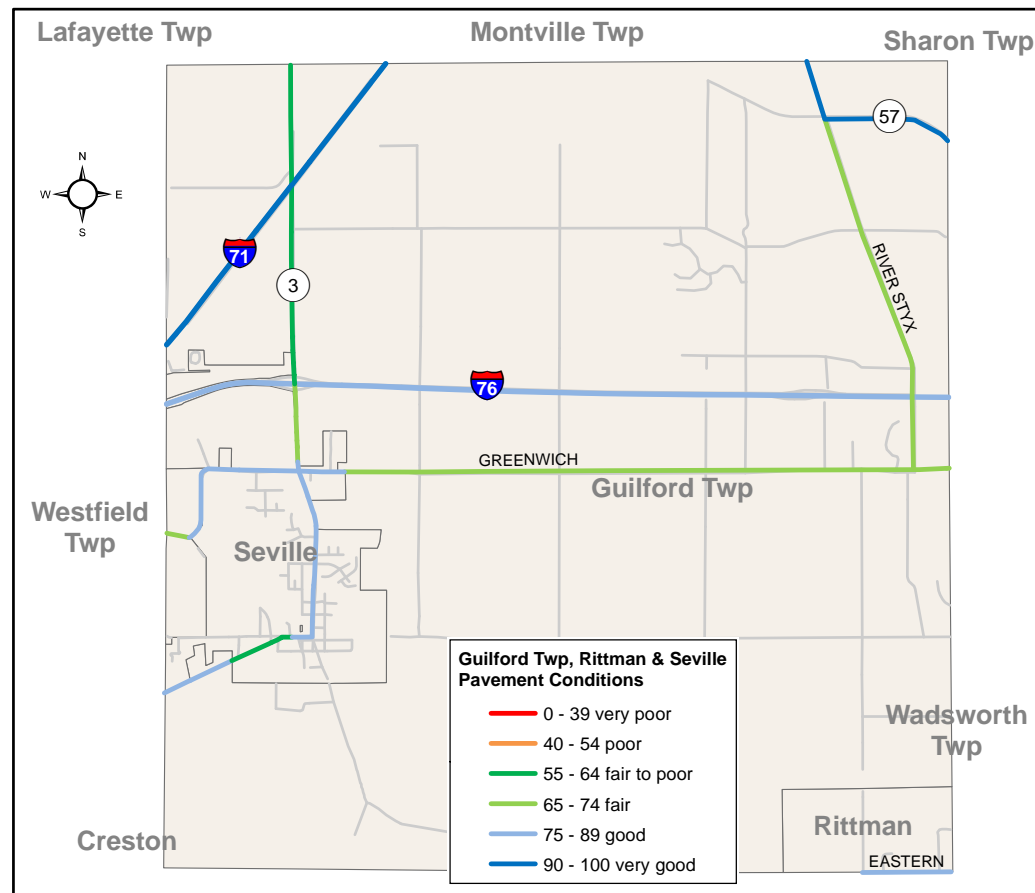 Lafayette Twp
Montville Twp
Sharon Twp
57
N
W E
S
71
3
RIVER STYX
76
GREENWICH
Guilford Twp
Westfield
Twp
Seville
Guilford Twp, Rittman & Seville
Pavement Conditions
0 - 39 very poor
40 - 54 poor
55 - 64 fair to poor
65 - 74 fair
75 - 89 good
90 - 100 very good
Wadsworth
Twp
Creston
Rittman
EASTERN